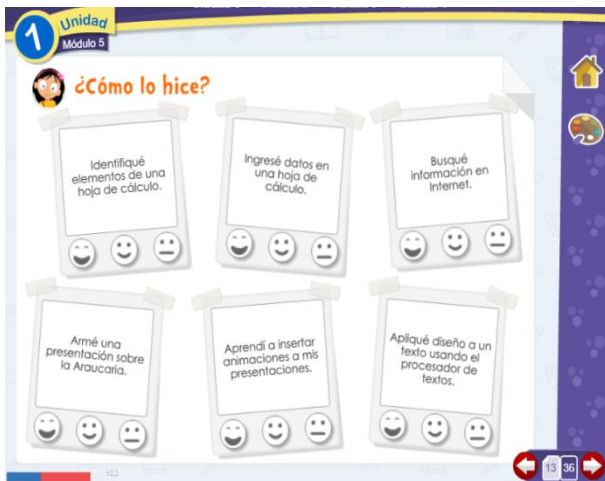 1
Unidad
Módulo 5
¿Cómo lo hice?
Identifiqué
elementos de una
hoja de cálculo.
Ingresé datos en
una hoja de
cálculo.
Busqué
información en
Internet.
Armé una
presentación sobre
la Araucaría.
Aprendí a insertar
animaciones a mis
presentaciones.
Apliqué diseño a un
texto usando el
procesador de
textos.
13 36